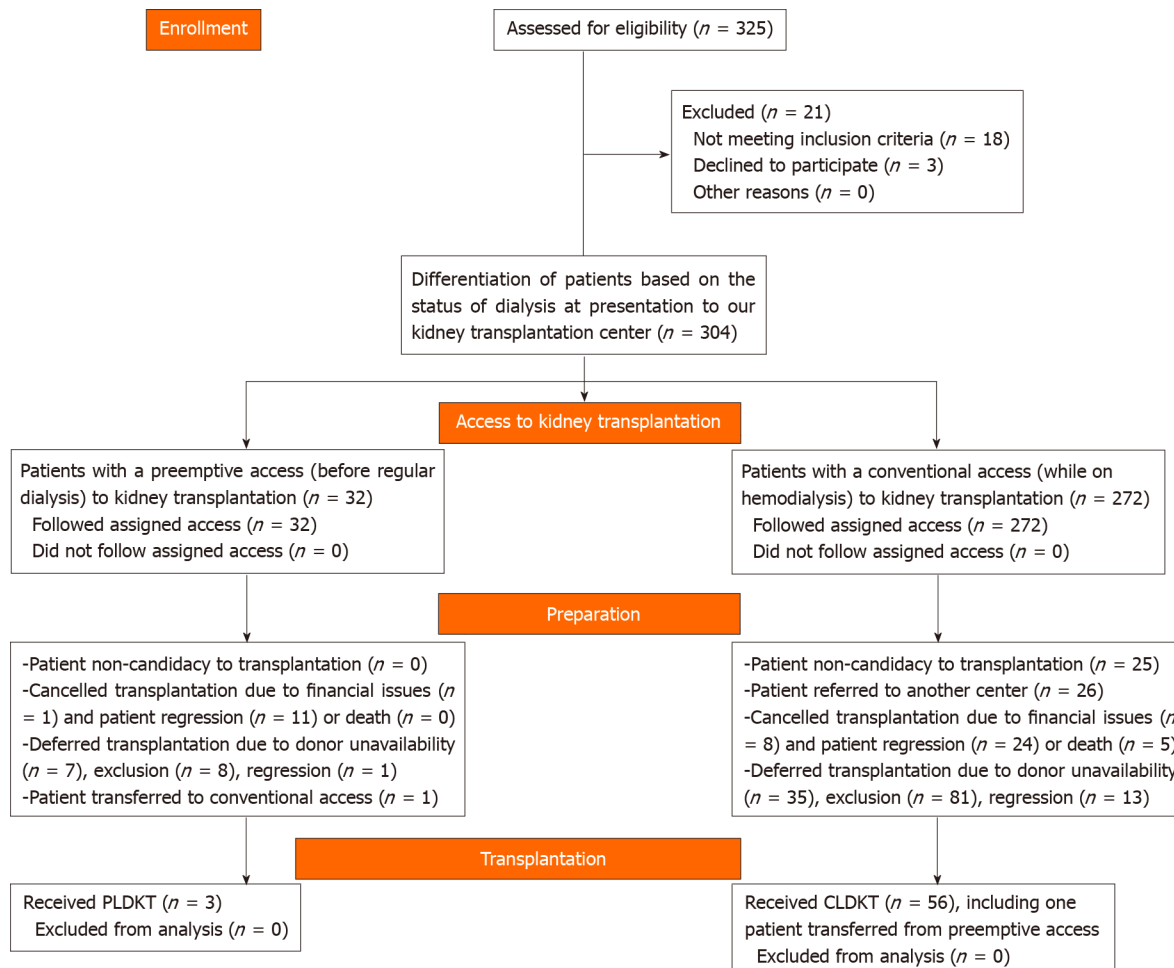 Enrollment
Assessed for eligibility (n = 325)
Excluded (n = 21)
Not meeting inclusion criteria (n = 18)
Declined to participate (n = 3)
Other reasons (n = 0)
Differentiation of patients based on the
status of dialysis at presentation to our
kidney transplantation center (n = 304)
Access to kidney transplantation
Patients with a preemptive access (before regular
dialysis) to kidney transplantation (n = 32)
Followed assigned access (n = 32)
Did not follow assigned access (n = 0)
Patients with a conventional access (while on
hemodialysis) to kidney transplantation (n = 272)
Followed assigned access (n = 272)
Did not follow assigned access (n = 0)
Preparation
-Patient non-candidacy to transplantation (n = 0)
-Cancelled transplantation due to financial issues (n
= 1) and patient regression (n = 11) or death (n = 0)
-Deferred transplantation due to donor unavailability
(n = 7), exclusion (n = 8), regression (n = 1)
-Patient transferred to conventional access (n = 1)
-Patient non-candidacy to transplantation (n = 25)
-Patient referred to another center (n = 26)
-Cancelled transplantation due to financial issues (n
= 8) and patient regression (n = 24) or death (n = 5)
-Deferred transplantation due to donor unavailability
(n = 35), exclusion (n = 81), regression (n = 13)
Transplantation
Received PLDKT (n = 3)
Excluded from analysis (n = 0)
Received CLDKT (n = 56), including one
patient transferred from preemptive access
Excluded from analysis (n = 0)